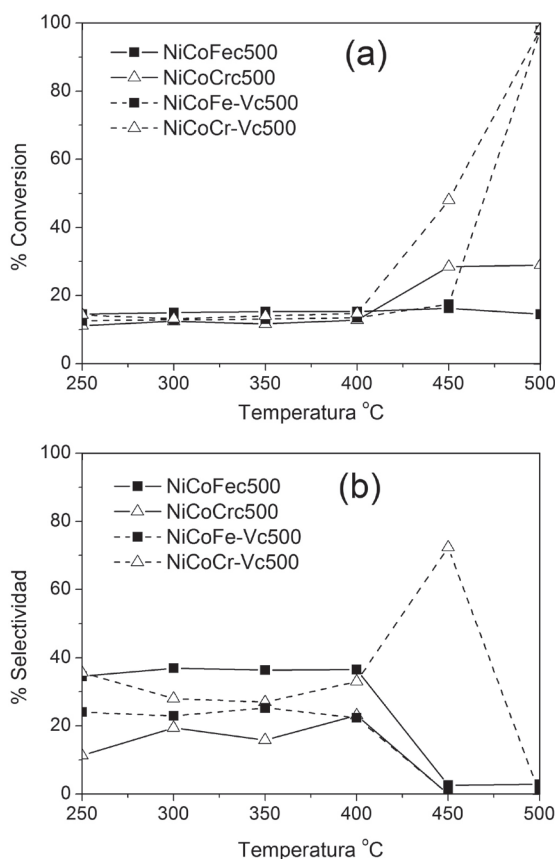 100
80
60
40
20
0
% Conversion
NiCoFec500
NiCoCrc500
NiCoFe-Vc500
NiCoCr-Vc500
(a)
250 300 350 400 450 500
Temperatura °C
100
80
60
40
20
0
% Selectividad
NiCoFec500
NiCoCrc500
NiCoFe-Vc500
NiCoCr-Vc500
(b)
250 300 350 400 450 500
Temperatura °C